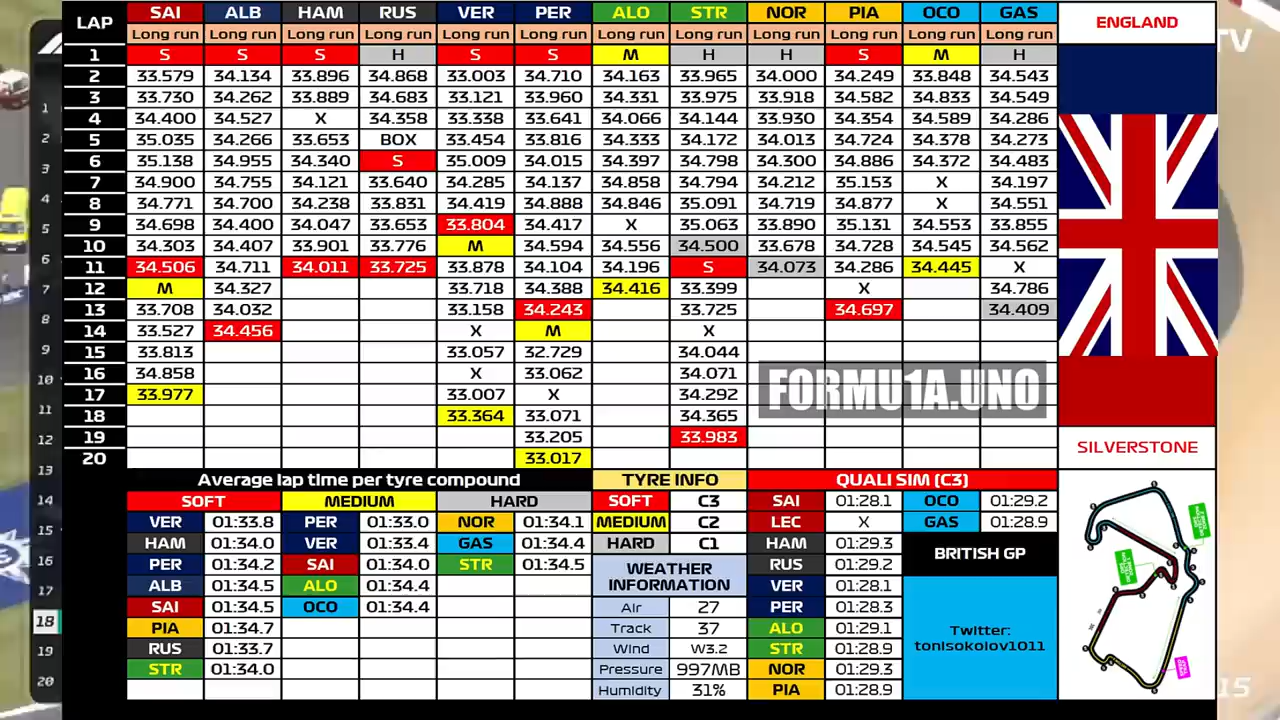 LAP SAI ALB HAM RUS VER PER ALO STR NOR PIA OCO GAS ENGLAND
Long run Long run Long run Long run Long run Long run Long run Long run Long run Long run Long run Long run
1 S S S H S S M H H S M H
2 33.579 34.134 33.896 34.868 33.003 34.710 34.163 33.965 34.000 34.249 33.848 34.543
3 33.730 34.262 33.889 34.683 33.121 33.960 34.331 33.975 33.918 34.582 34.833 34.549
4 34.400 34.527 X 34.358 33.338 33.641 34.066 34.144 33.930 34.354 34.589 34.286
5 35.035 34.266 33.653 BOX 33.454 33.816 34.333 34.172 34.013 34.724 34.378 34.273
6 35.138 34.955 34.340 S 35.009 34.015 34.397 34.798 34.300 34.886 34.372 34.483
7 34.900 34.755 34.121 33.640 34.285 34.137 34.858 34.794 34.212 35.153 X 34.197
8 34.771 34.700 34.238 33.831 34.419 34.888 34.846 35.091 34.719 34.877 X 34.551
9 34.698 34.400 34.047 33.653 33.804 34.417 X 35.063 33.890 35.131 34.553 33.855
10 34.303 34.407 33.901 33.776 M 34.594 34.556 34.500 33.678 34.728 34.545 34.562
11 34.506 34.711 34.011 33.725 33.878 34.104 34.196 S 34.073 34.286 34.445 X
12 M 34.327 33.718 34.388 34.416 33.399 X 34.786
13 33.708 34.032 33.158 34.243 33.725 34.697 34.409
14 33.527 34.456 X M X
15 33.813 33.057 32.729 34.044
16 34.858 X 33.062 34.071
17 33.977 33.007 X 34.292
18 33.364 33.071 34.365
19 33.205 33.983
20 33.017
FORMU1A.UNO
SILVERSTONE
Average lap time per tyre compound TYRE INFO QUALI SIM (C3)
SOFT MEDIUM HARD SOFT C3 SAI 01:28.1 OCO 01:29.2
VER 01:33.8 PER 01:33.0 NOR 01:34.1 MEDIUM C2 LEC X GAS 01:28.9
HAM 01:34.0 VER 01:33.4 GAS 01:34.4 HARD C1 HAM 01:29.3 BRITISH GP
PER 01:34.2 SAI 01:34.0 STR 01:34.5 WEATHER INFORMATION RUS 01:29.2
ALB 01:34.5 ALO 01:34.4 VER 01:28.1
SAI 01:34.5 OCO 01:34.4 Air 27 PER 01:28.3
PIA 01:34.7 Track 37 ALO 01:29.1 Twitter:
RUS 01:33.7 Wind W3.2 STR 01:28.9 tonisokolov1011
STR 01:34.0 Pressure 997MB NOR 01:29.3
Humidity 31% PIA 01:28.9
TV
1
2
3
4
5
6
7
8
9
10
11
12
13
14
15
16
17
18
19
20